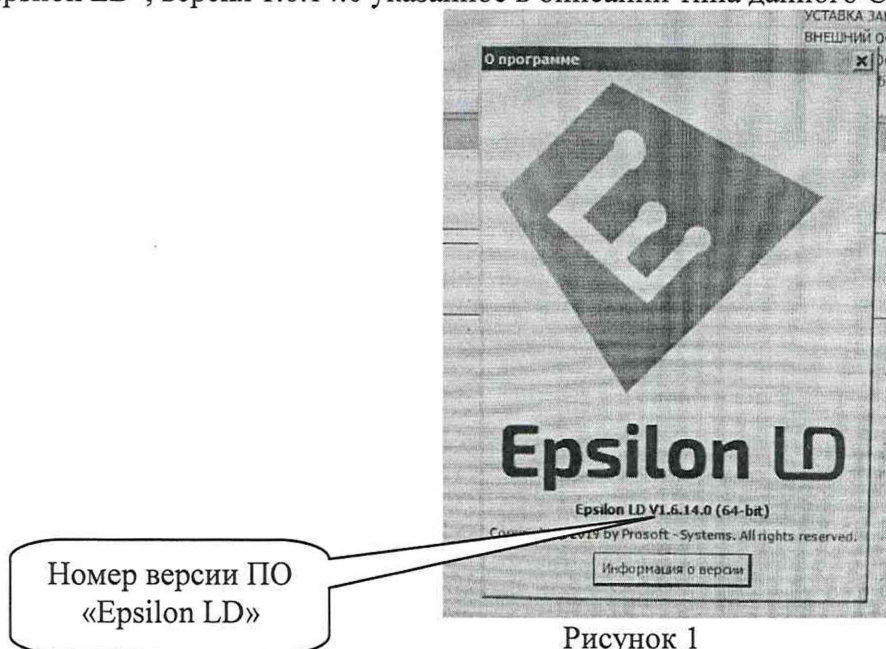 psilon LD", версия 1.6.14.0 указанное в описании типа данного С
УСТАВКА ЗА
ВНЕШНИЙ
О программе
Epsilon LD
Epsilon LD V1.6.14.0 (64-bit)
2019 by Prosoft-Systems. All rights reserved.
Информация о версии
Номер версии ПО
«Epsilon LD»
Рисунок 1